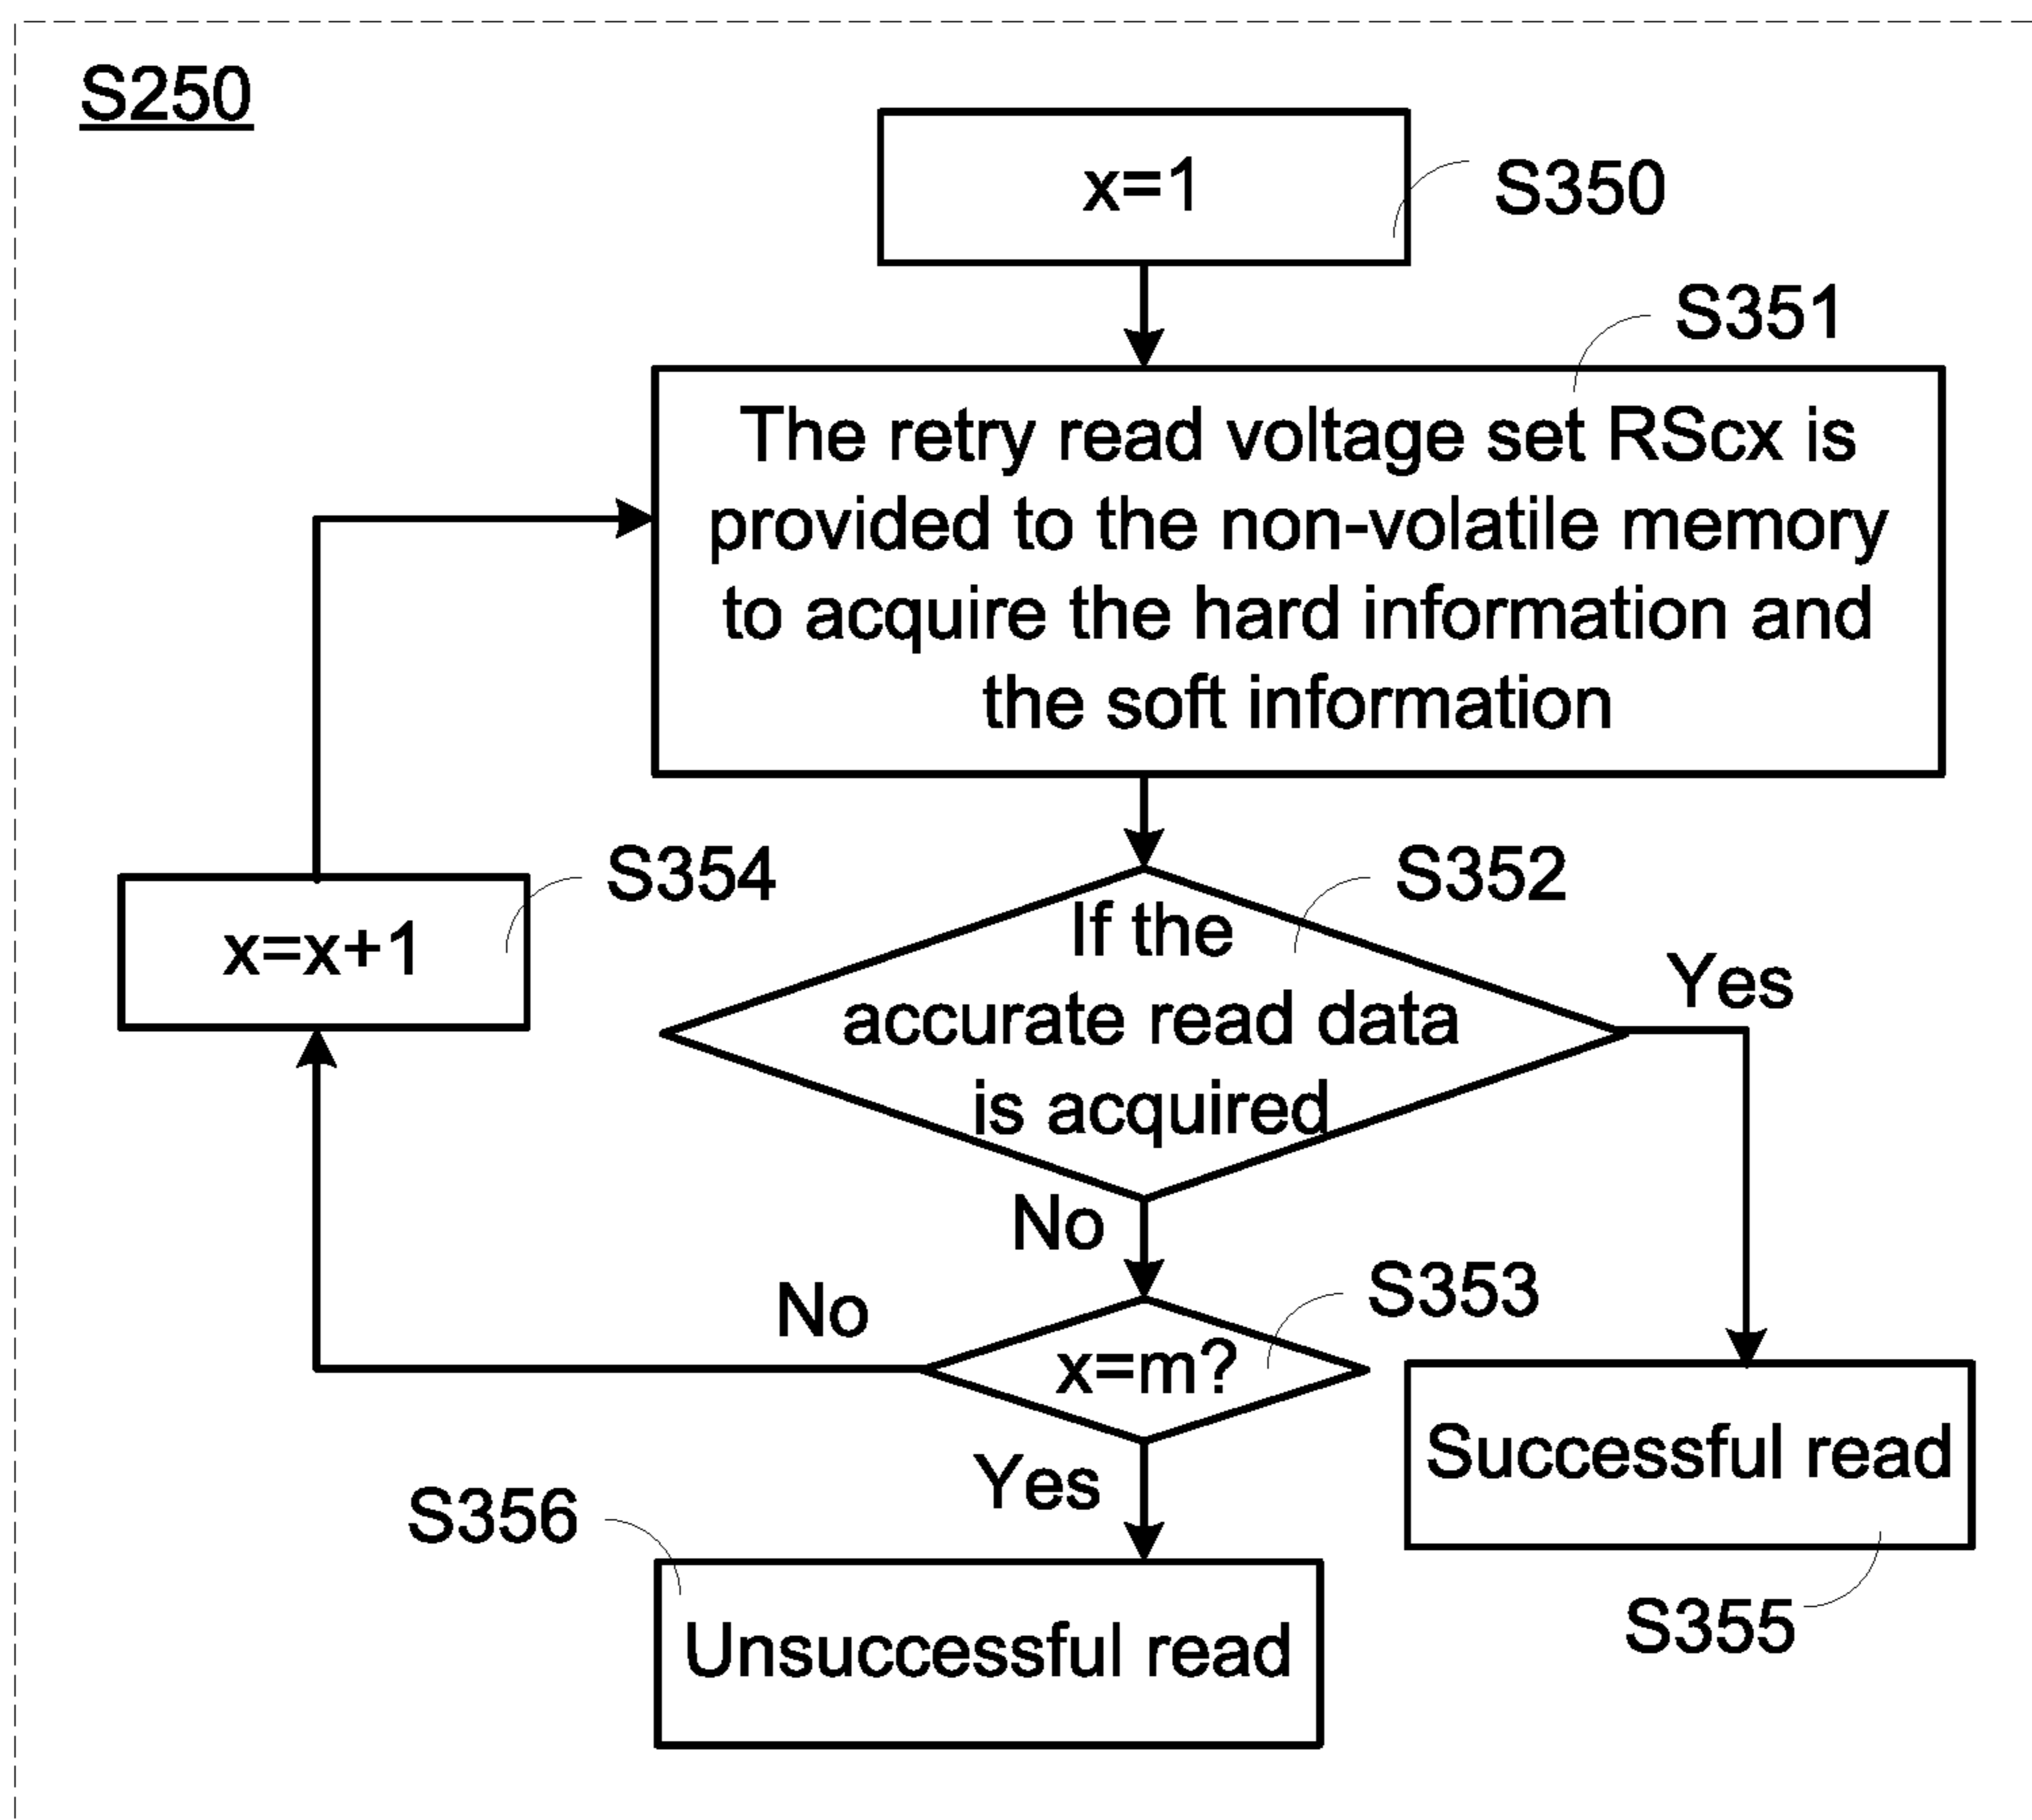 S250
x=1
S350
S351
The retry read voltage set RScx is
provided to the non-volatile memory
to acquire the hard information and
the soft information
S354
x=x+1
S352
If the
accurate read data
is acquired
Yes
No
S353
No
x=m?
Yes
Successful read
S355
S356
Unsuccessful read